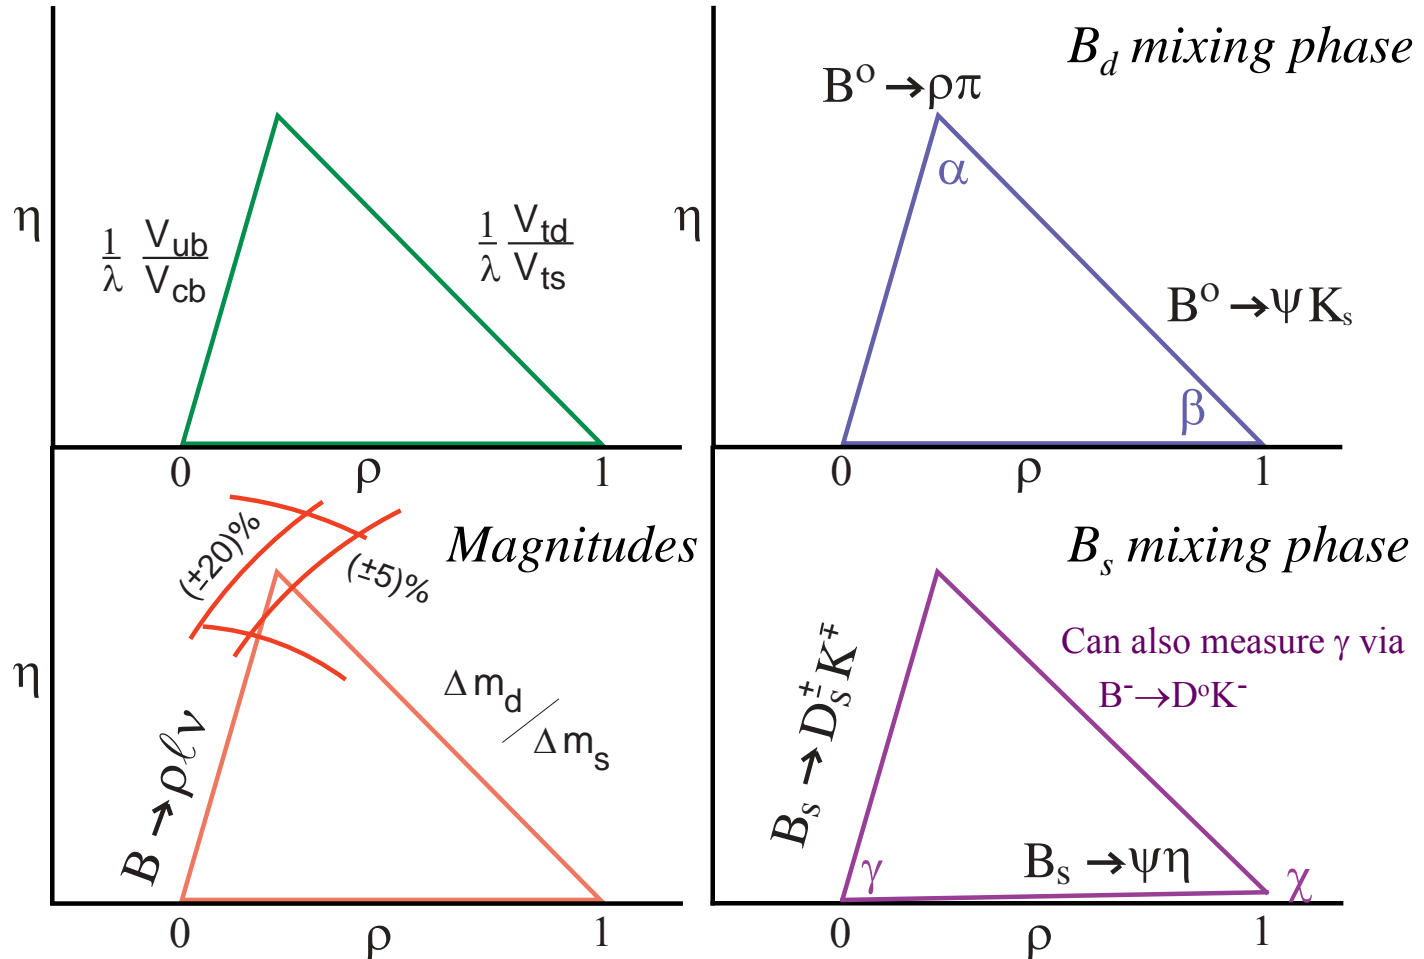 η
1/λ V_ub/V_cb
1/λ V_td/V_ts
0 ρ 1
B_d mixing phase
B^o → ρπ
α
η
B^o → ψK_s
β
0 ρ 1
Magnitudes
(±20)%
(±5)%
η
B → ρℓν
Δm_d/Δm_s
0 ρ 1
B_s mixing phase
Can also measure γ via
B⁻→D^oK⁻
B_s → D_s^± K^∓
B_s → ψη
γ
χ
0 ρ 1